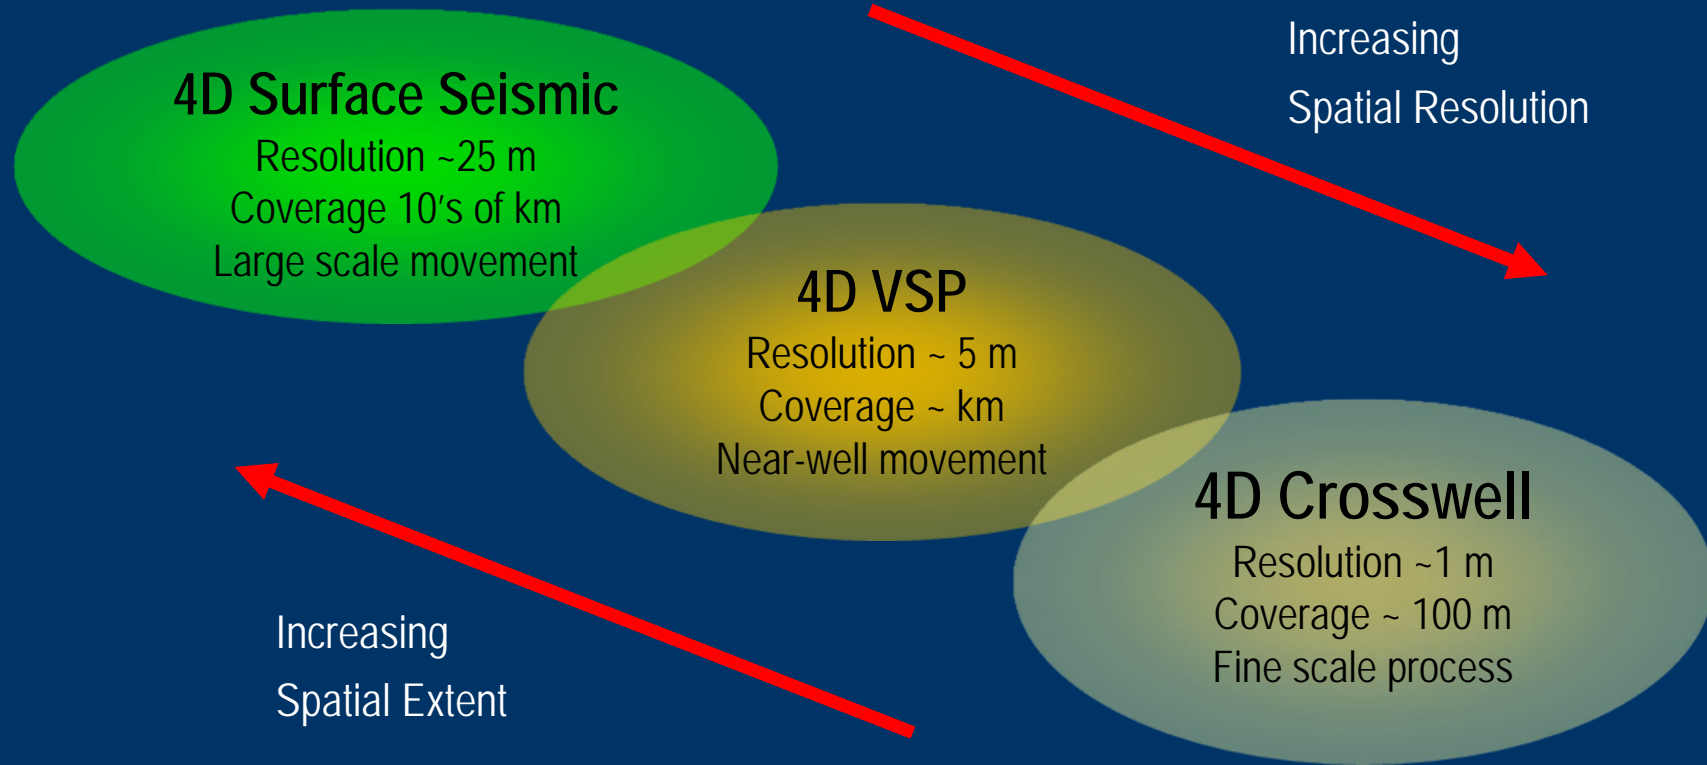 4D Surface Seismic
Resolution ~25 m
Coverage 10's of km
Large scale movement
Increasing
Spatial Resolution
4D VSP
Resolution ~ 5 m
Coverage ~ km
Near-well movement
4D Crosswell
Resolution ~1 m
Coverage ~ 100 m
Fine scale process
Increasing
Spatial Extent